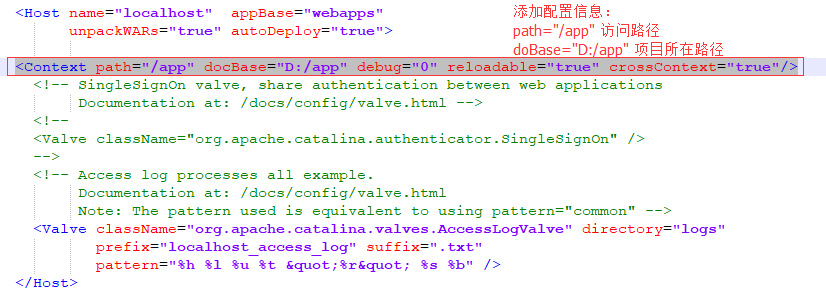 <Host name="localhost"  appBase="webapps"
unpackWARs="true" autoDeploy="true">
添加配置信息：
path="/app" 访问路径
doBase="D:/app" 项目所在路径
<Context path="/app" docBase="D:/app" debug="0" reloadable="true" crossContext="true"/>
<!-- SingleSignOn valve, share authentication between web applications
Documentation at: /docs/config/valve.html -->
<!--
<Valve className="org.apache.catalina.authenticator.SingleSignOn" />
-->
<!-- Access log processes all example.
Documentation at: /docs/config/valve.html
Note: The pattern used is equivalent to using pattern="common" -->
<Valve className="org.apache.catalina.valves.AccessLogValve" directory="logs"
prefix="localhost_access_log" suffix=".txt"
pattern="%h %l %u %t &quot;%r&quot; %s %b" />
</Host>